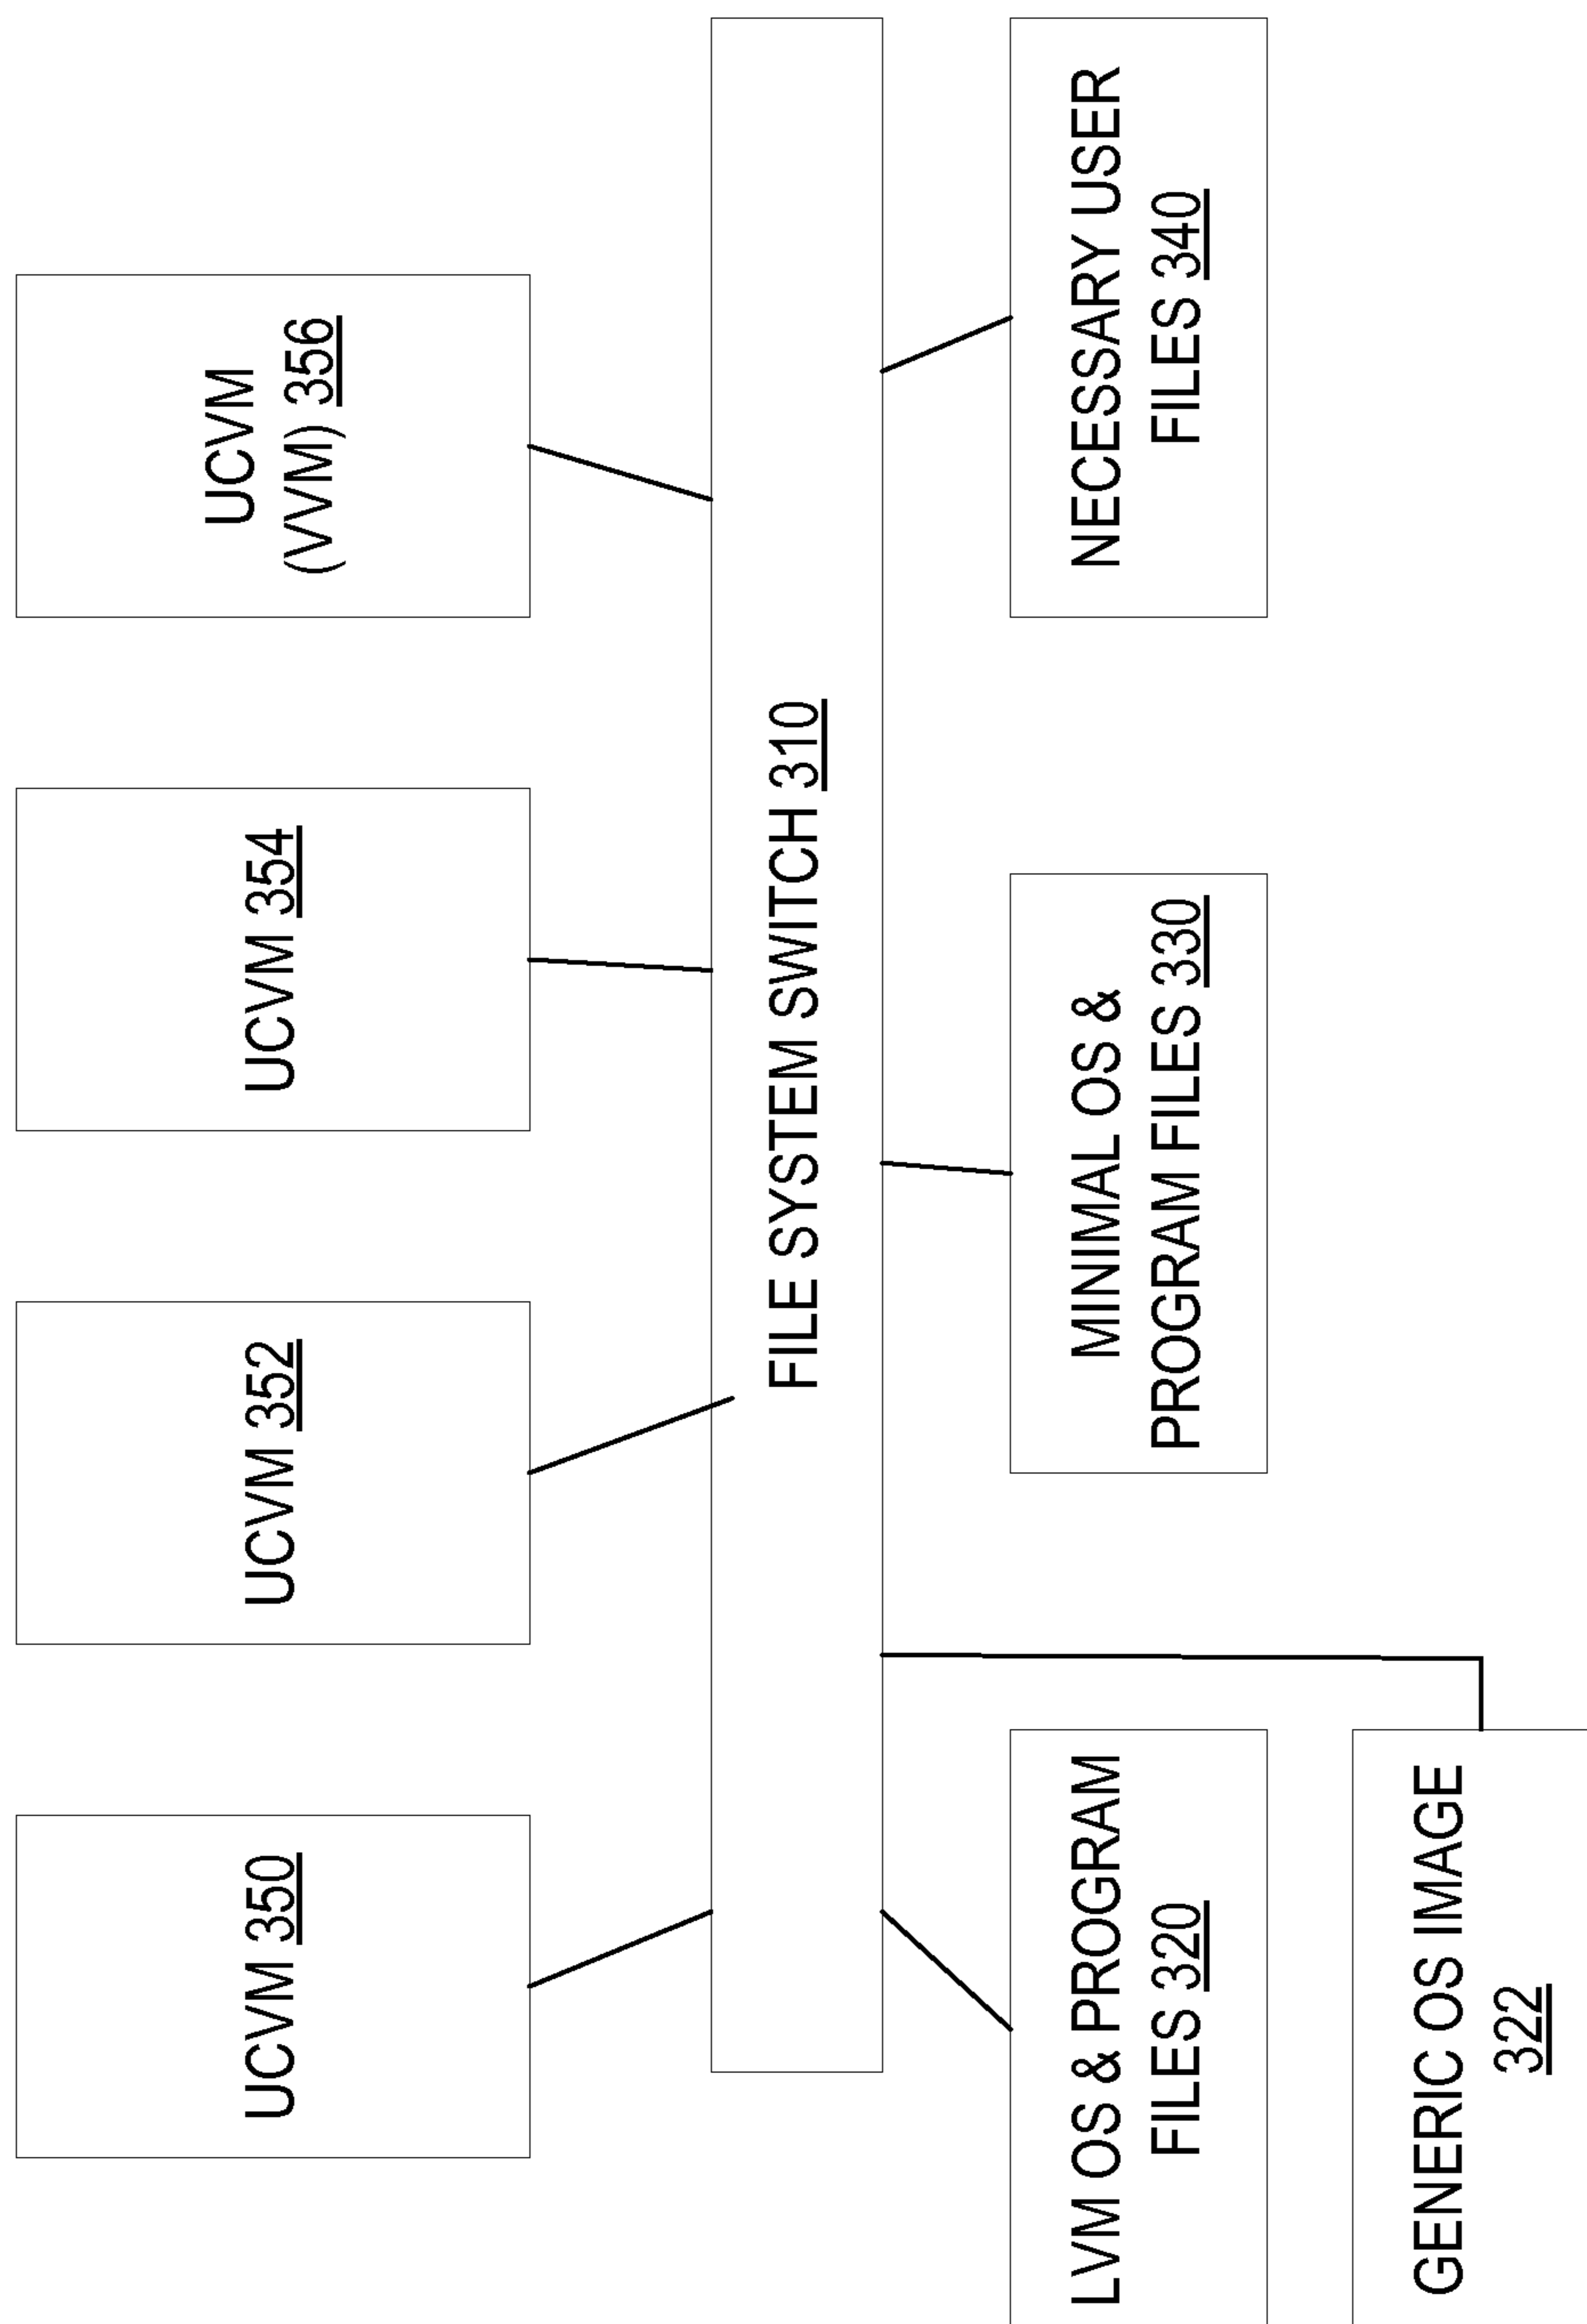 UCVM 350
UCVM 352
UCVM 354
UCVM
(VVM) 356
FILE SYSTEM SWITCH 310
LVM OS & PROGRAM
FILES 320
MINIMAL OS &
PROGRAM FILES 330
NECESSARY USER
FILES 340
GENERIC OS IMAGE
322